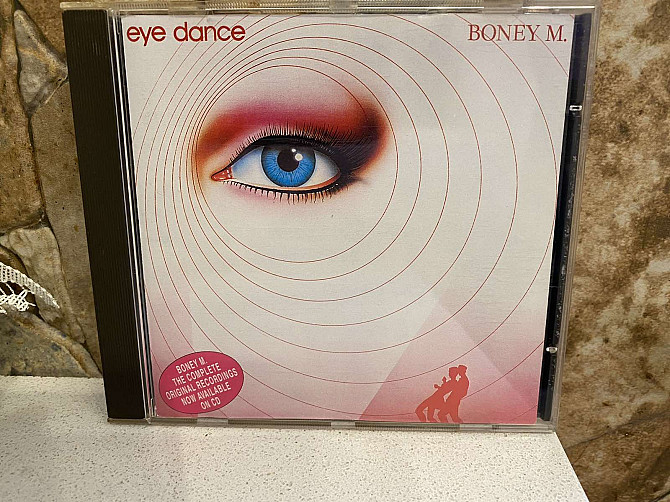 eye dance
BONEY M.
BONEY M.
THE COMPLETE
ORIGINAL RECORDINGS
NOW AVAILABLE
ON CD